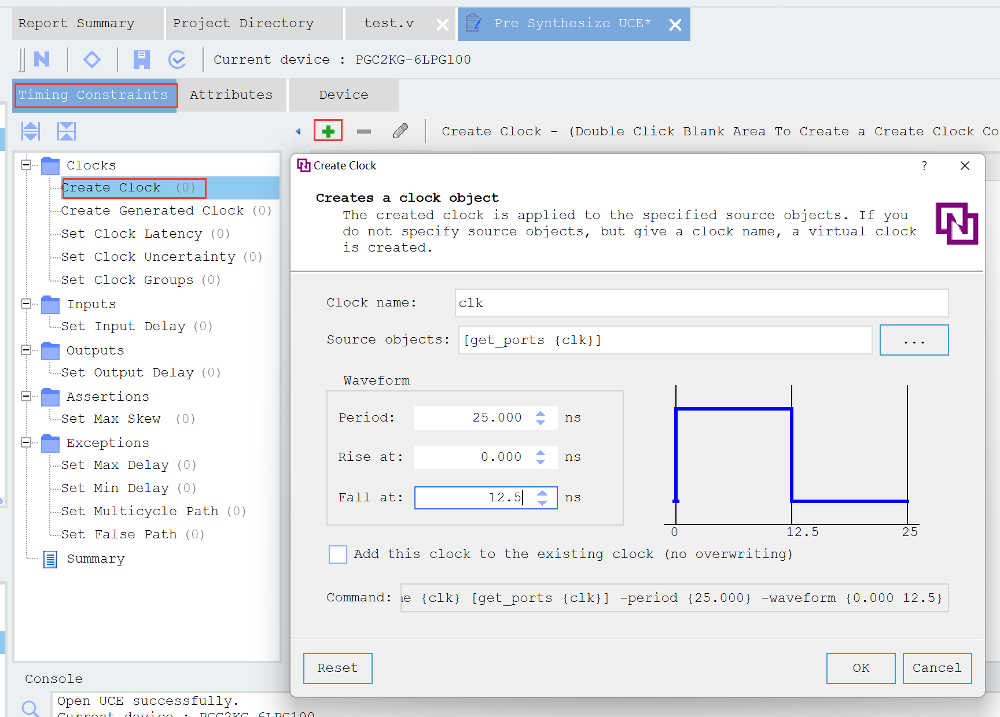 Report Summary
Project Directory
test.v
Pre Synthesize UCE*
Current device : PGC2KG-6LPG100
Timing Constraints
Attributes
Device
Create Clock - (Double Click Blank Area To Create a Create Clock Co
Clocks
Create Clock (0)
Create Generated Clock (0)
Set Clock Latency (0)
Set Clock Uncertainty (0)
Set Clock Groups (0)
Inputs
Set Input Delay (0)
Outputs
Set Output Delay (0)
Assertions
Set Max Skew (0)
Exceptions
Set Max Delay (0)
Set Min Delay (0)
Set Multicycle Path (0)
Set False Path (0)
Summary
Create Clock
?
Creates a clock object
The created clock is applied to the specified source objects. If you
do not specify source objects, but give a clock name, a virtual clock
is created.
Clock name:
clk
Source objects:
[get_ports {clk}]
...
Waveform
Period:
25.000
ns
Rise at:
0.000
ns
Fall at:
12.5
ns
0
12.5
25
Add this clock to the existing clock (no overwriting)
Command:
{clk} [get_ports {clk}] -period {25.000} -waveform {0.000 12.5}
Reset
OK
Cancel
Console
Open UCE successfully.
Current device : PGC2KG-6LPG100